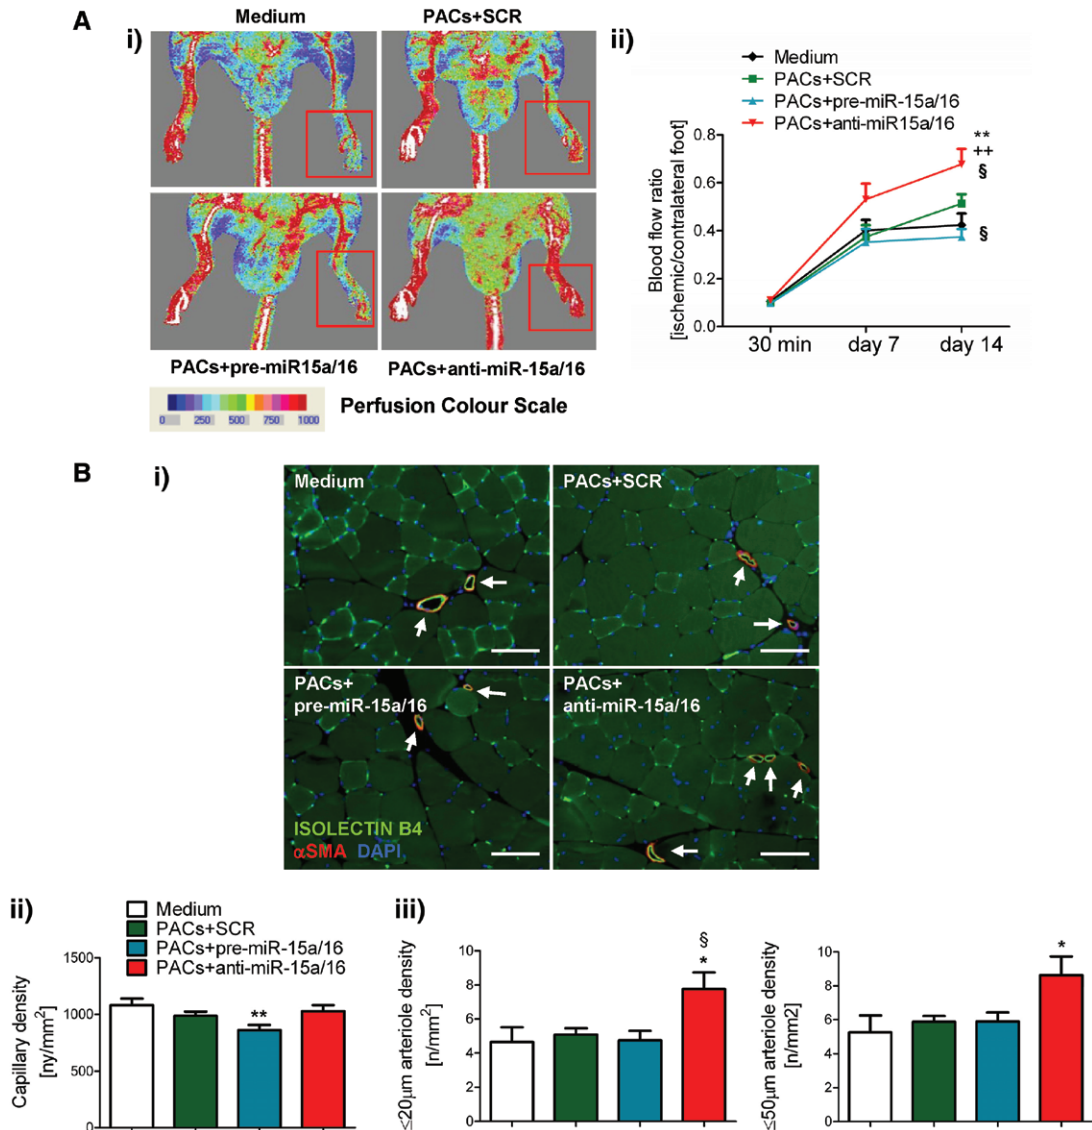 A
i)
Medium
PACs+SCR
PACs+pre-miR15a/16
PACs+anti-miR-15a/16
0 250 500 750 1000
Perfusion Colour Scale
ii)
Medium
PACs+SCR
PACs+pre-miR-15a/16
PACs+anti-miR15a/16
Blood flow ratio
[ischemic/contralateral foot]
0.8
0.6
0.4
0.2
0.0
**
++
§
§
30 min day 7 day 14
B
i)
Medium
PACs+SCR
PACs+
pre-miR-15a/16
PACs+
anti-miR-15a/16
ISOLECTIN B4
αSMA DAPI
ii)
Medium
PACs+SCR
PACs+pre-miR-15a/16
PACs+anti-miR-15a/16
Capillary density
[ny/mm²]
1500
1000
500
0
**
iii)
≤20µm arteriole density
[n/mm²]
10
8
6
4
2
0
§
*
≤50µm arteriole density
[n/mm2]
10
8
6
4
2
0
*